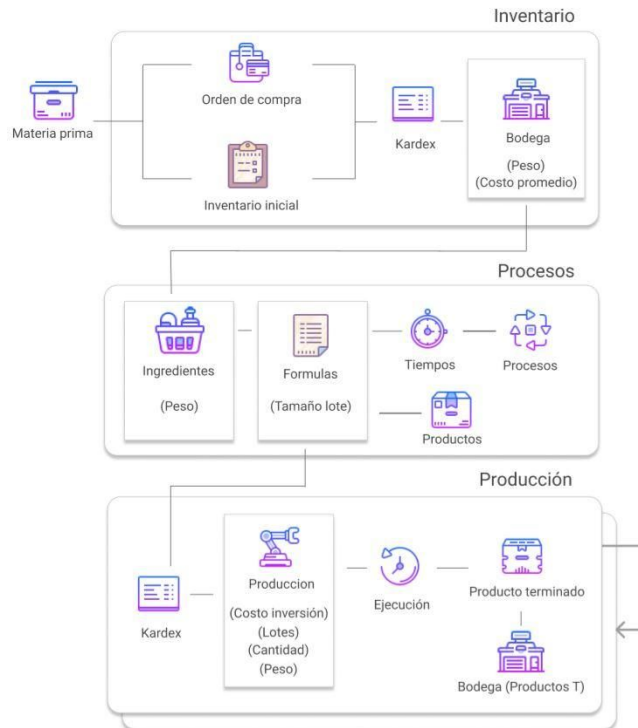 Inventario
Materia prima
Orden de compra
Inventario inicial
Kardex
Bodega
(Peso)
(Costo promedio)
Procesos
Ingredientes
(Peso)
Formulas
(Tamaño lote)
Tiempos
Procesos
Productos
Producción
Kardex
Produccion
(Costo inversión)
(Lotes)
(Cantidad)
(Peso)
Ejecución
Producto terminado
Bodega (Productos T)